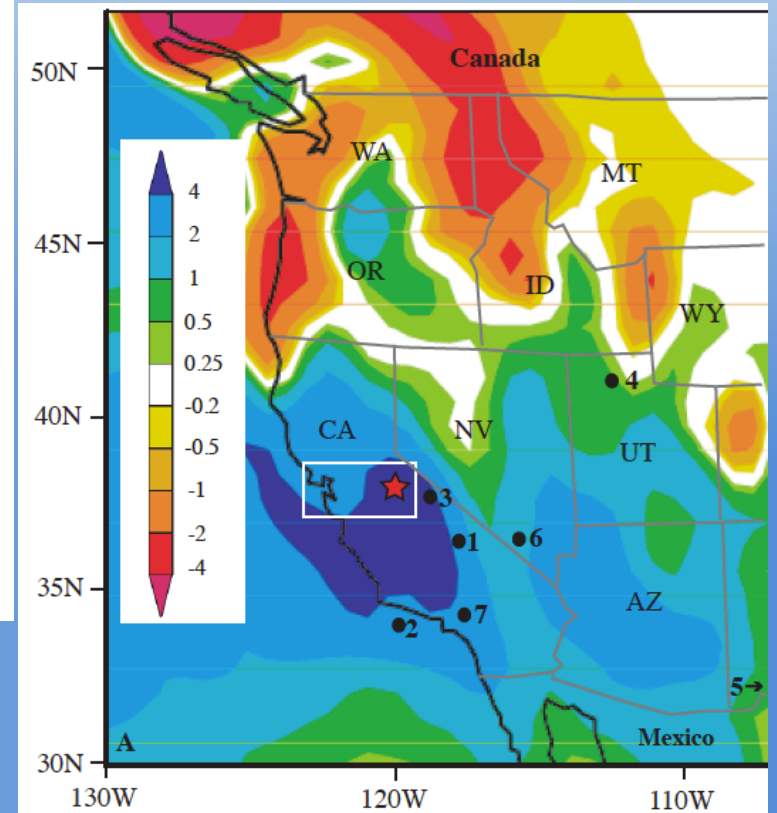 Canada
50N
WA
MT
4
2
1
0.5
0.25
-0.2
-0.5
-1
-2
-4
45N
OR
ID
WY
4
40N
CA
NV
UT
3
1
6
35N
AZ
7
2
5→
A
Mexico
30N
130W
120W
110W